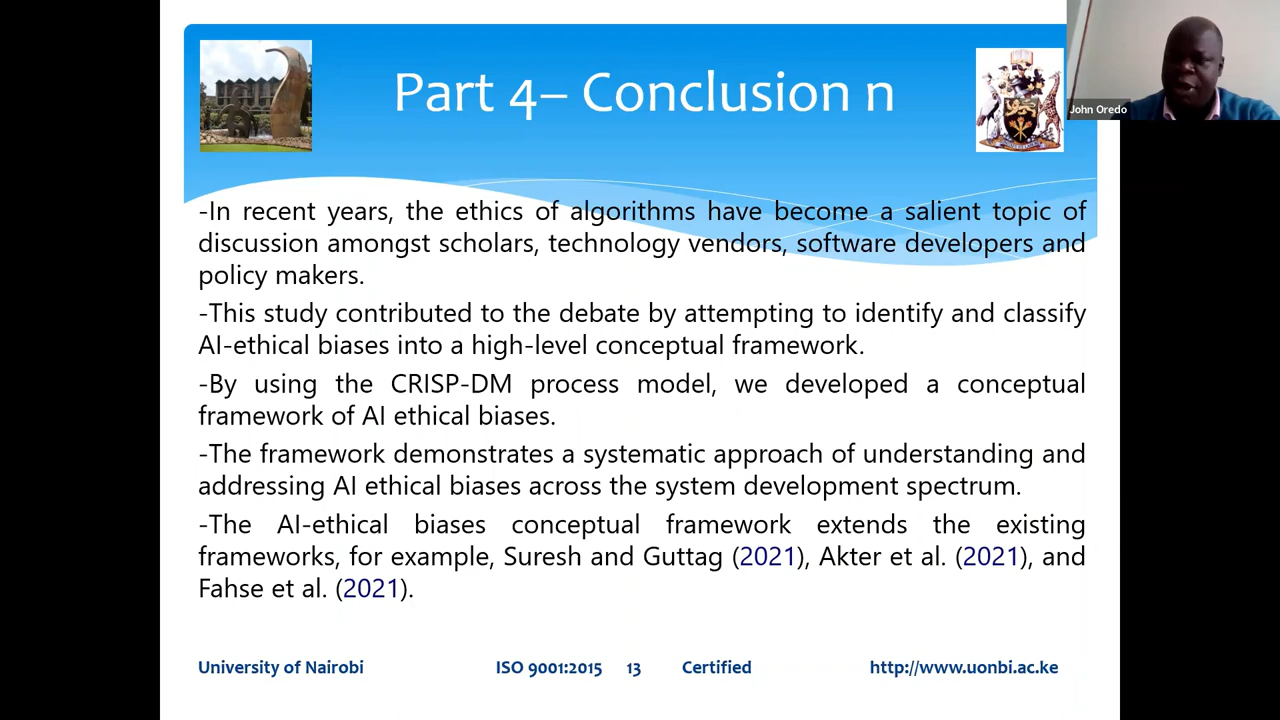 Part 4– Conclusion n
John Oredo
-In recent years, the ethics of algorithms have become a salient topic of
discussion amongst scholars, technology vendors, software developers and
policy makers.
-This study contributed to the debate by attempting to identify and classify
AI-ethical biases into a high-level conceptual framework.
-By using the CRISP-DM process model, we developed a conceptual
framework of AI ethical biases.
-The framework demonstrates a systematic approach of understanding and
addressing AI ethical biases across the system development spectrum.
-The AI-ethical biases conceptual framework extends the existing
frameworks, for example, Suresh and Guttag (2021), Akter et al. (2021), and
Fahse et al. (2021).
University of Nairobi ISO 9001:2015 13 Certified http://www.uonbi.ac.ke